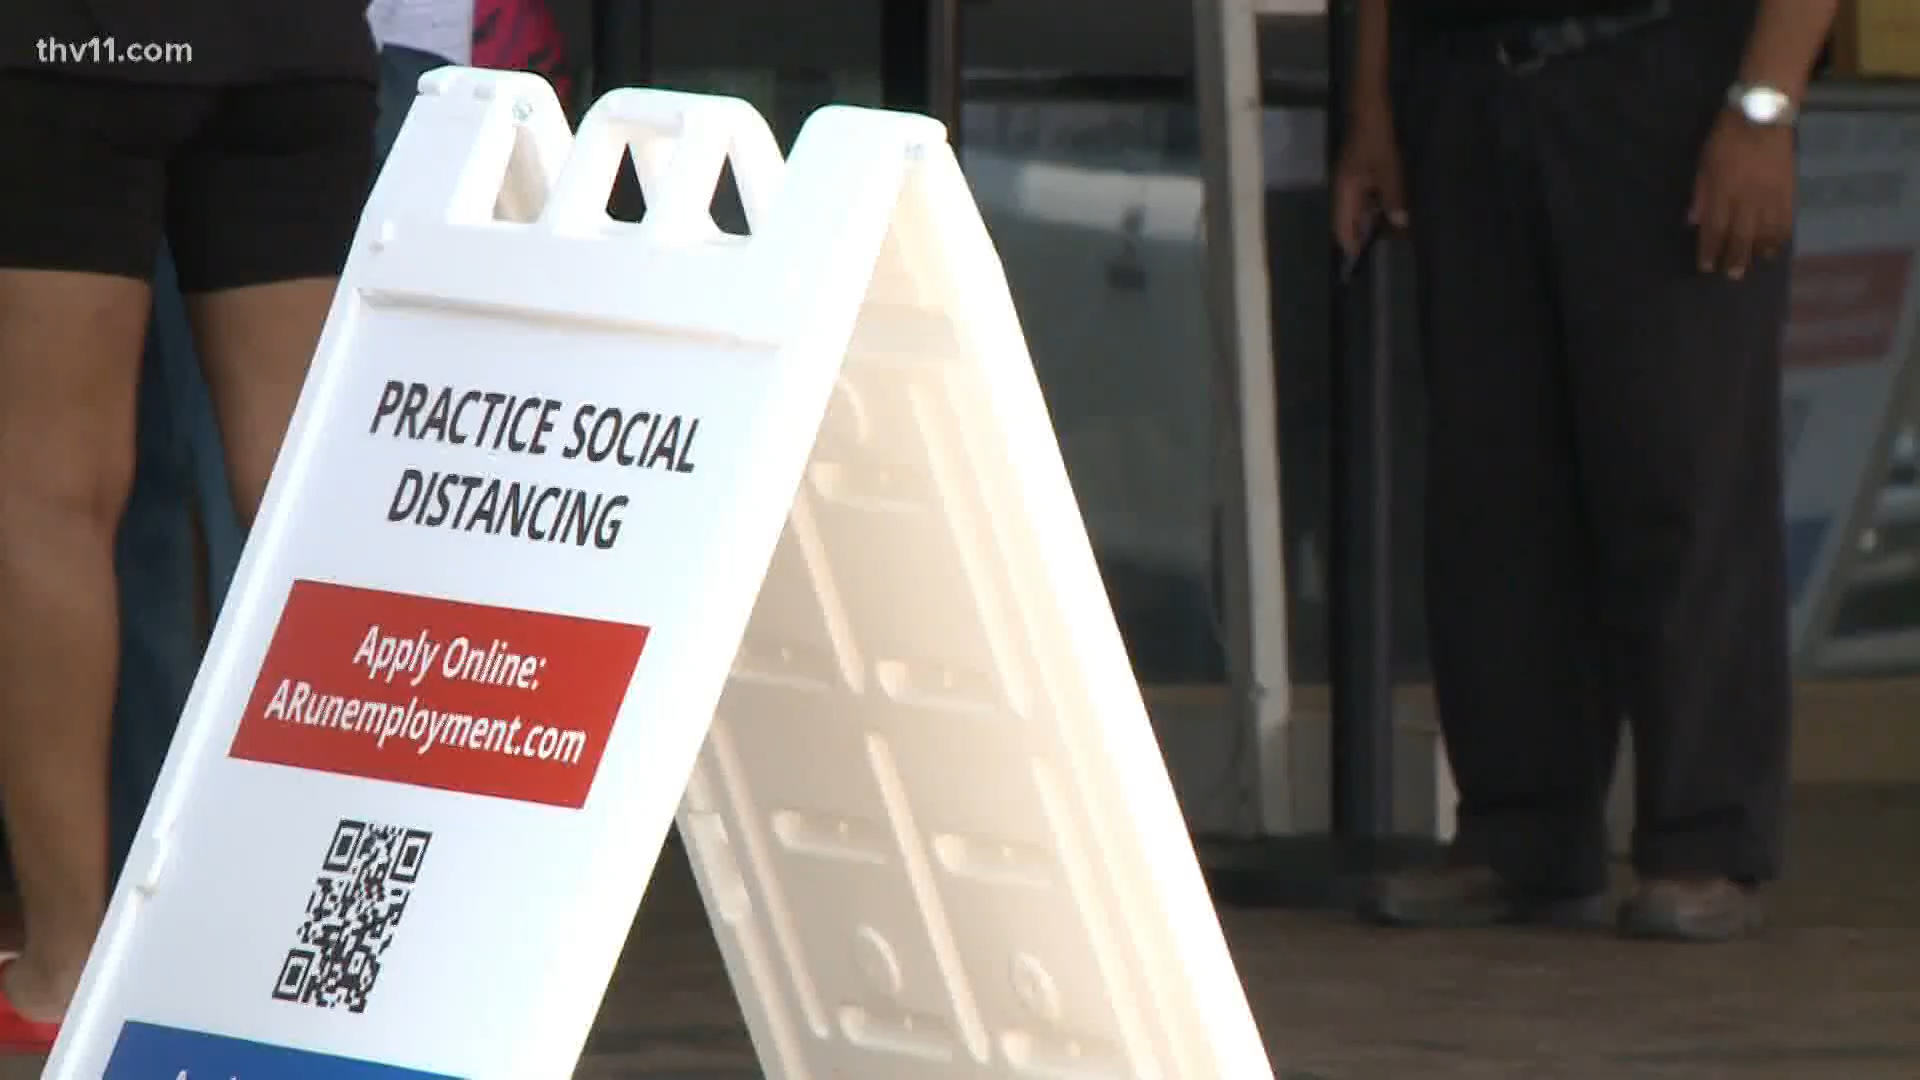 thv11.com
PRACTICE SOCIAL
DISTANCING
Apply Online:
ARunemployment.com